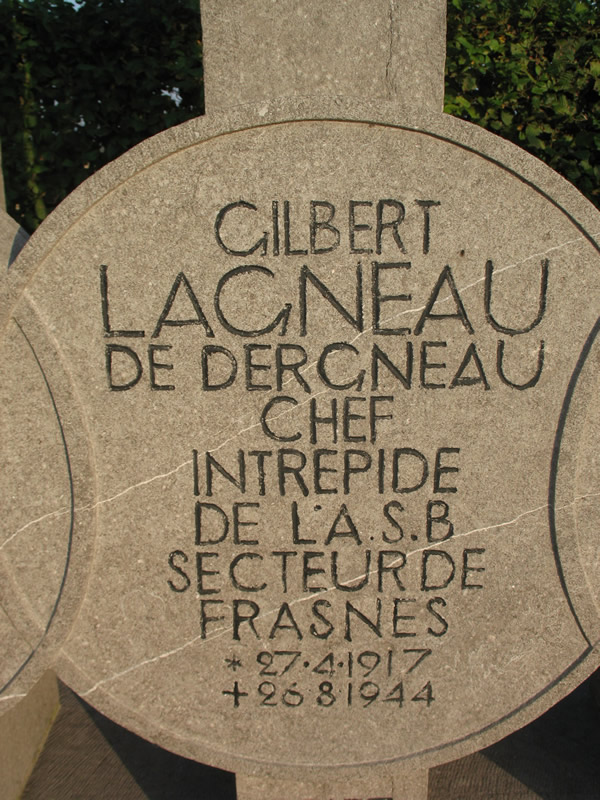 GILBERT
LAGNEAU
DE DERGNEAU
CHEF
INTREPIDE
DE L'A.S.B
SECTEUR DE
FRASNES
* 27.4.1917
+ 26 8 1944